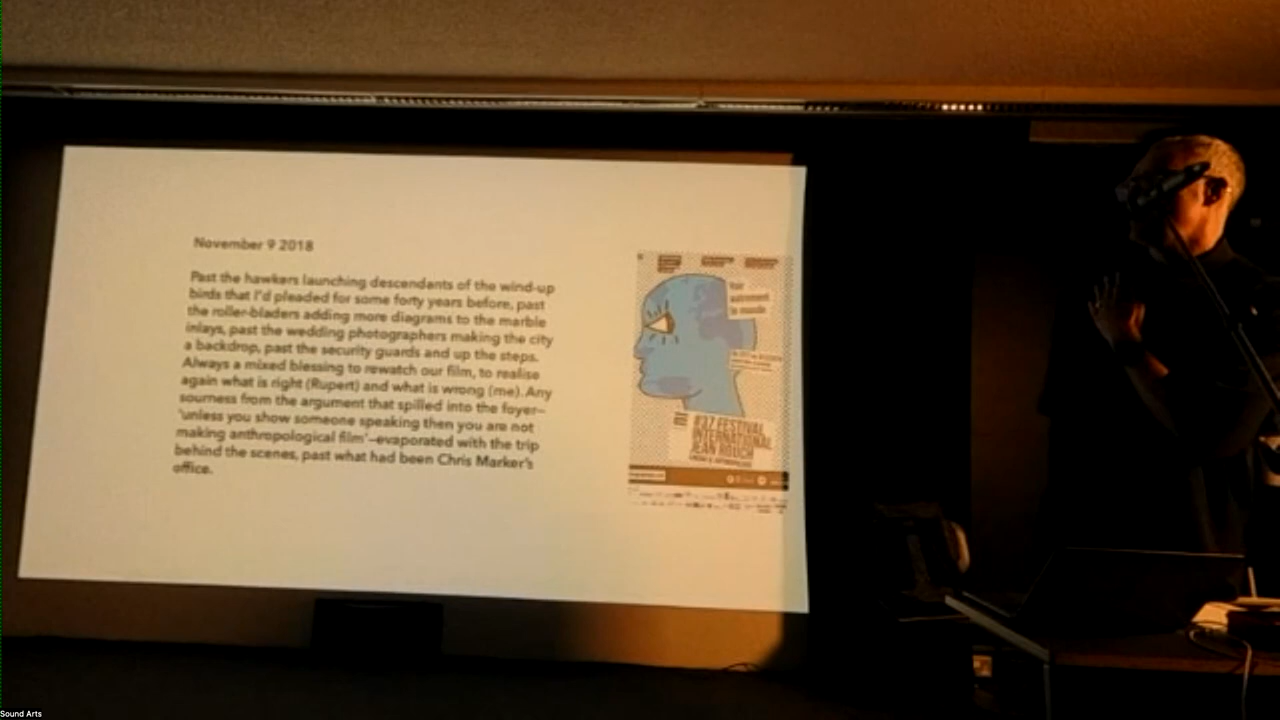 November 9 2018
Past the hawkers launching descendants of the wind-up
birds that I'd pleaded for some forty years before, past
the roller-bladers adding more diagrams to the marble
inlays, past the wedding photographers making the city
a backdrop, past the security guards and up the steps.
Always a mixed blessing to rewatch our film, to realise
again what is right (Rupert) and what is wrong (me). Any
sourness from the argument that spilled into the foyer–
'unless you show someone speaking then you are not
making anthropological film'–evaporated with the trip
behind the scenes, past what had been Chris Marker's
office.
Voir
autrement
le monde
#37 FESTIVAL
INTERNATIONAL
JEAN ROUCH
Sound Arts